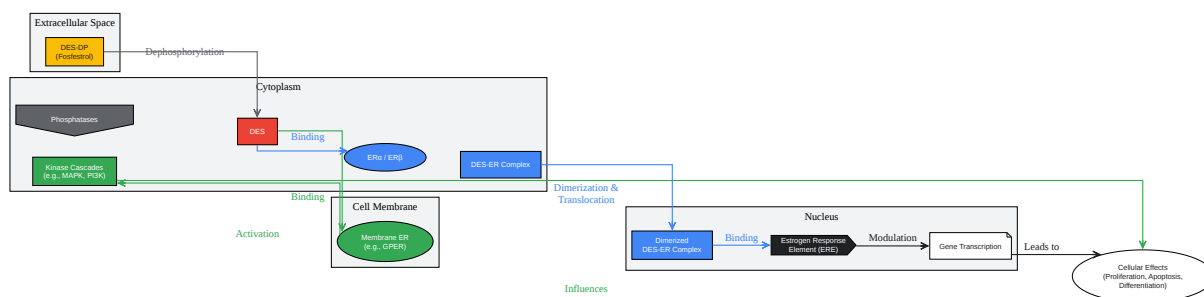 Extracellular Space
DES-DP
(Fosfestrol)
Dephosphorylation
Cytoplasm
Phosphatases
DES
Binding
ERα / ERβ
DES-ER Complex
Kinase Cascades
(e.g., MAPK, PI3K)
Binding
Dimerization &
Translocation
Cell Membrane
Activation
Membrane ER
(e.g., GPER)
Nucleus
Dimerized
DES-ER Complex
Binding
Estrogen Response
Element (ERE)
Modulation
Gene Transcription
Leads to
Cellular Effects
(Proliferation, Apoptosis,
Differentiation)
Influences